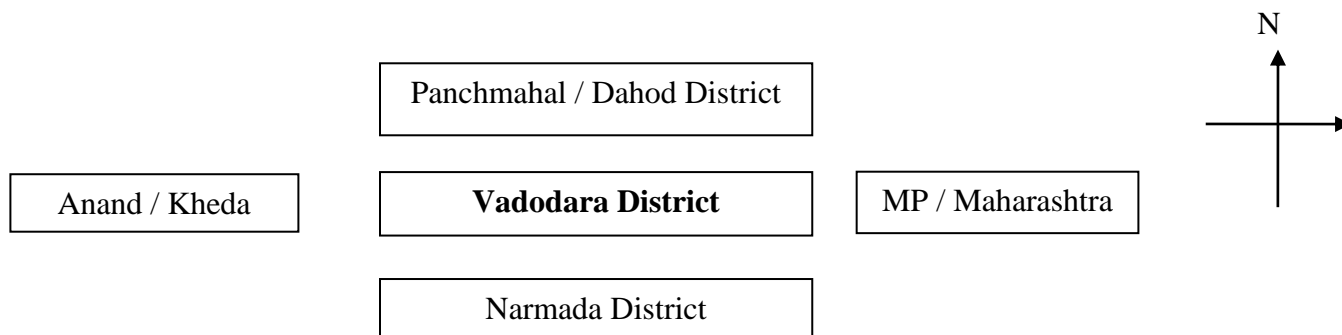 N
Panchmahal / Dahod District
Anand / Kheda
Vadodara District
MP / Maharashtra
Narmada District